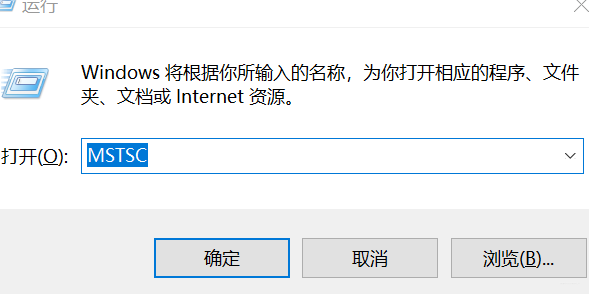 运行
Windows 将根据你所输入的名称，为你打开相应的程序、文件
夹、文档或 Internet 资源。
打开(O): MSTSC
确定 取消 浏览(B)...